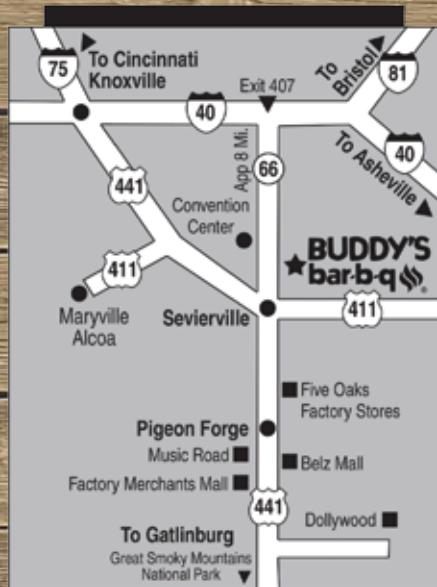 To Cincinnati
Knoxville
75
Exit 407
To
Bristol
81
40
App 8 Mi.
66
To Asheville
40
441
Convention
Center
BUDDY'S
bar-b-q
®
411
Maryville
Alcoa
Sevierville
411
Five Oaks
Factory Stores
Pigeon Forge
Music Road
Belz Mall
Factory Merchants Mall
441
Dollywood
To Gatlinburg
Great Smoky Mountains
National Park